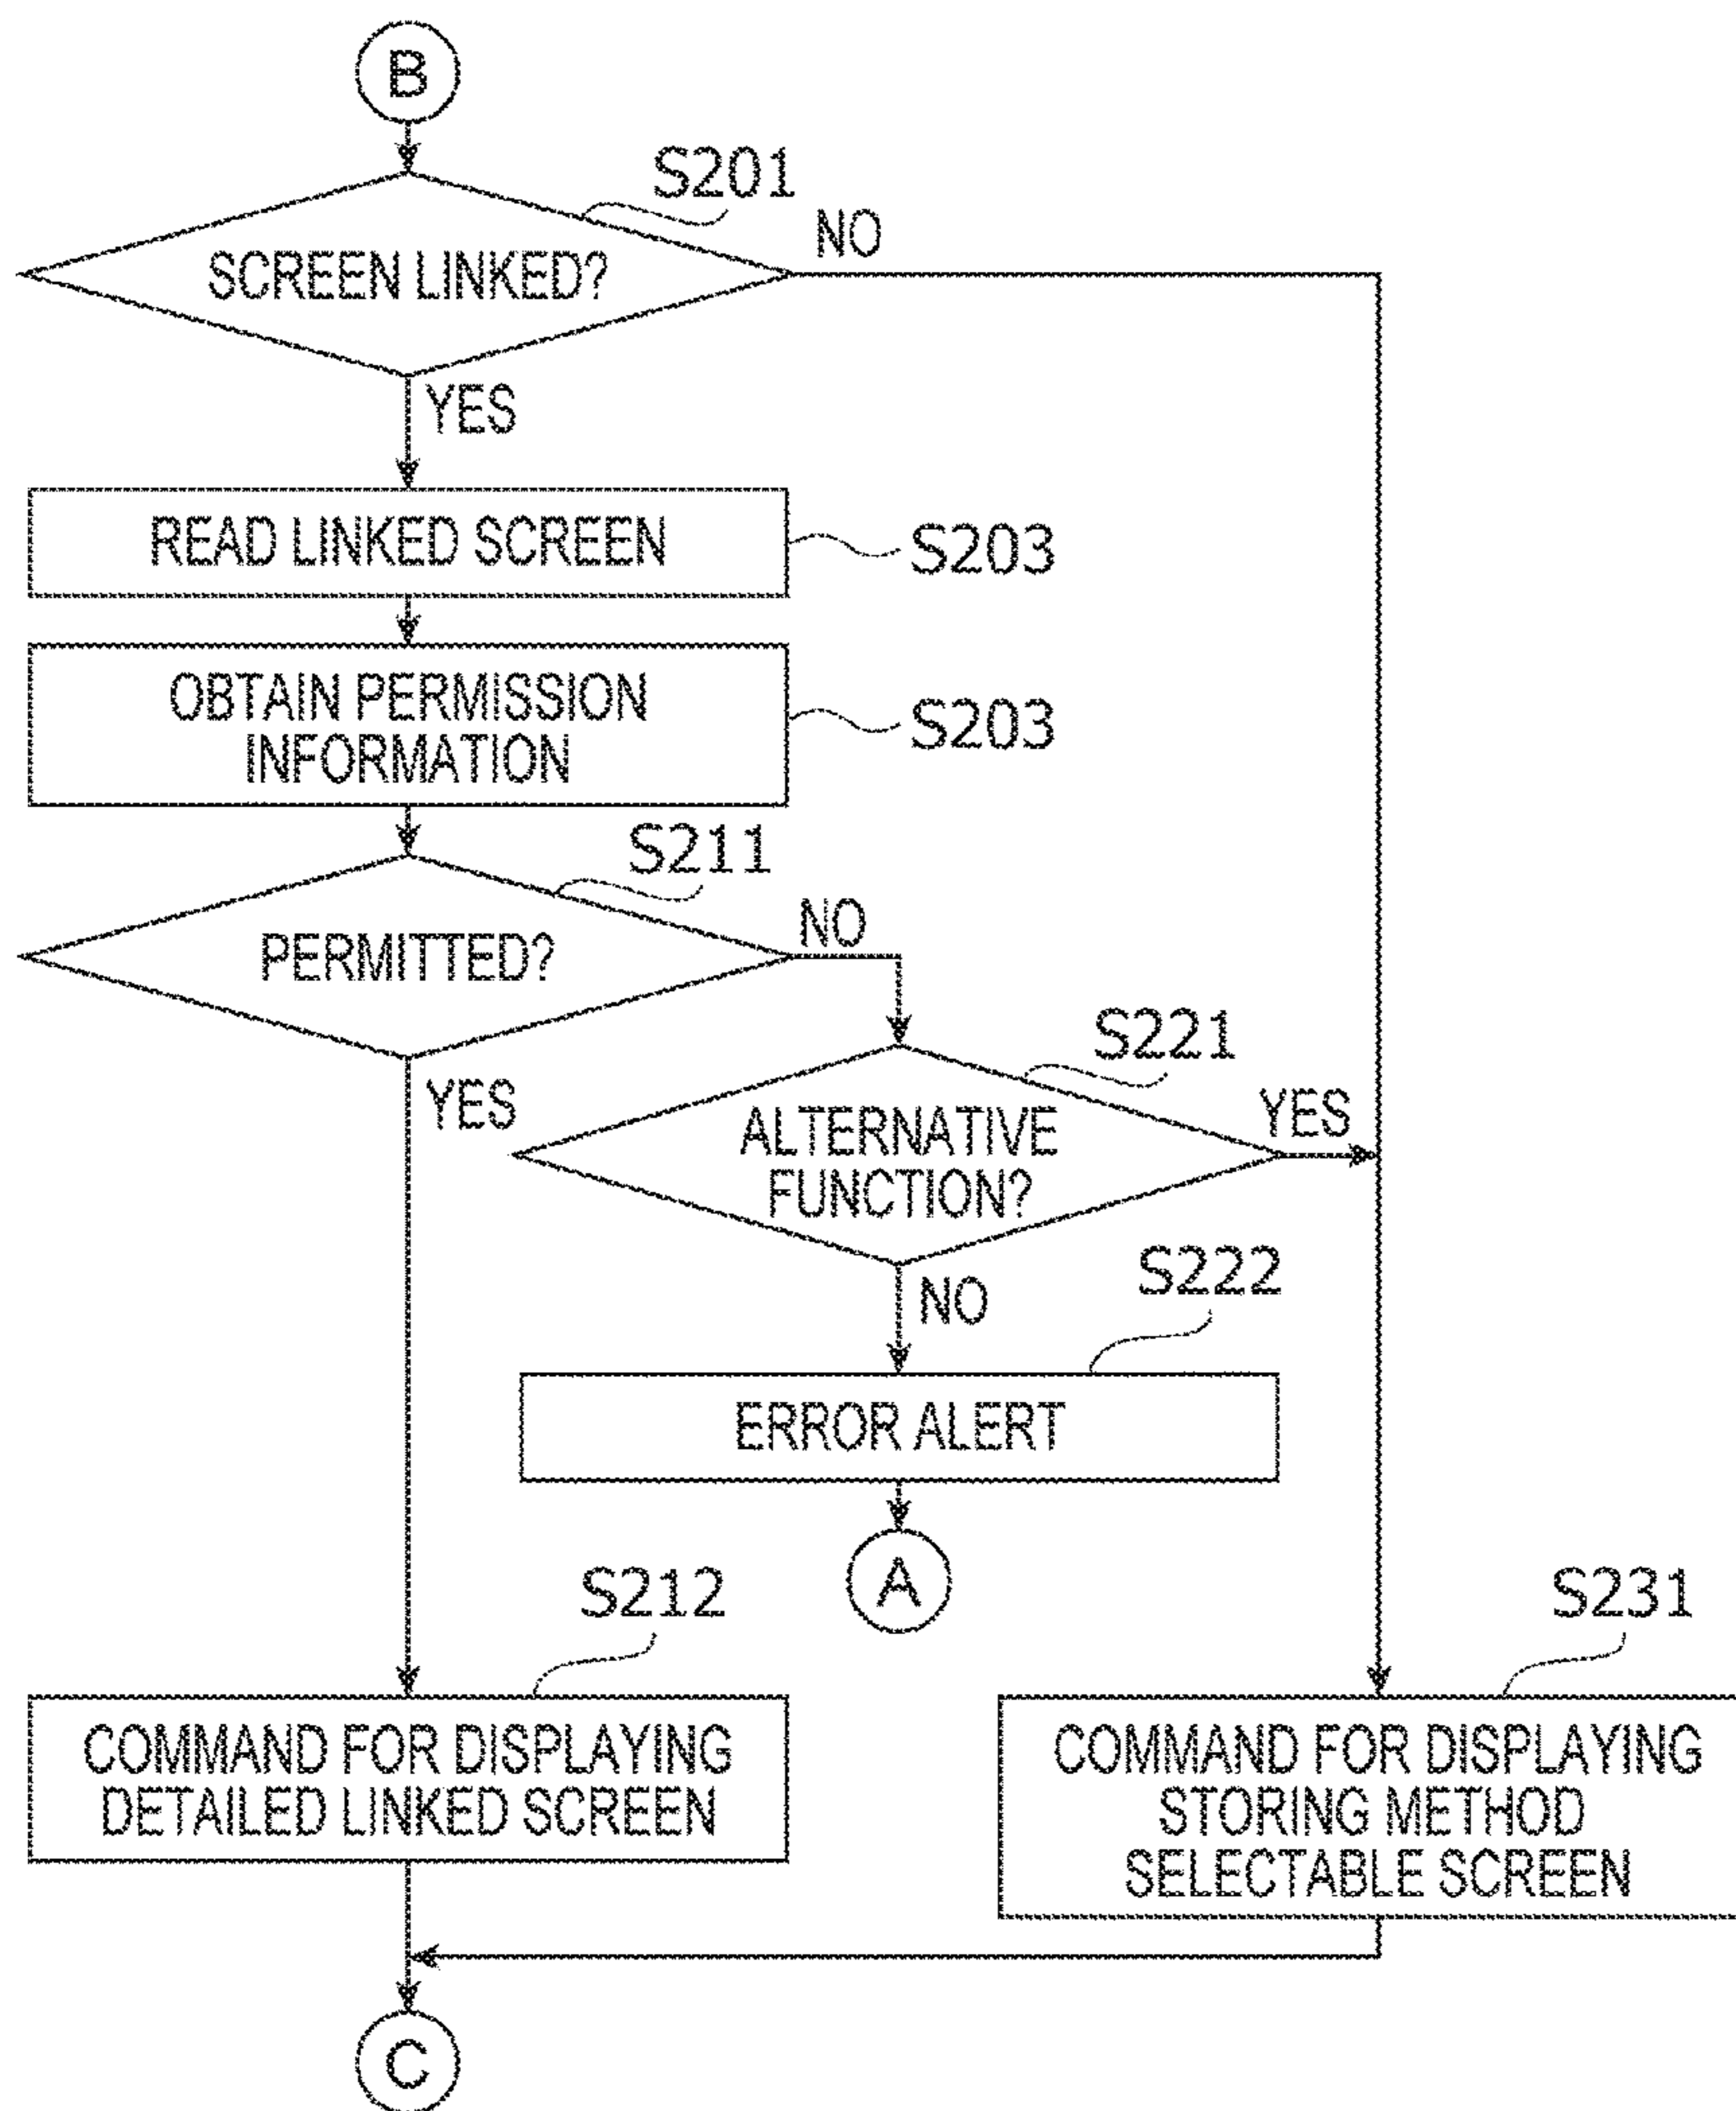 B
S201
SCREEN LINKED?
NO
YES
READ LINKED SCREEN
S203
OBTAIN PERMISSION
INFORMATION
S203
S211
PERMITTED?
NO
YES
S221
ALTERNATIVE
FUNCTION?
YES
NO
S222
ERROR ALERT
A
S212
COMMAND FOR DISPLAYING
DETAILED LINKED SCREEN
S231
COMMAND FOR DISPLAYING
STORING METHOD
SELECTABLE SCREEN
C